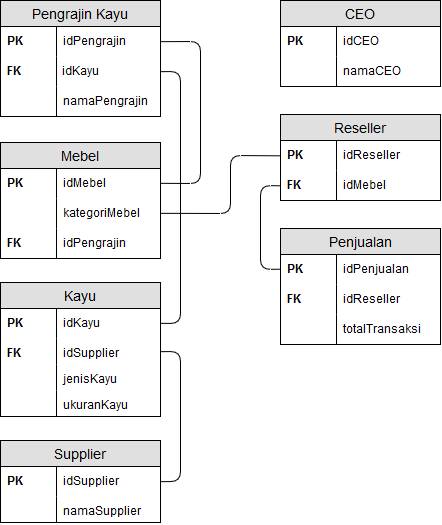 Pengrajin Kayu
PK idPengrajin
FK idKayu
namaPengrajin
Mebel
PK idMebel
kategoriMebel
FK idPengrajin
Kayu
PK idKayu
FK idSupplier
jenisKayu
ukuranKayu
Supplier
PK idSupplier
namaSupplier
CEO
PK idCEO
namaCEO
Reseller
PK idReseller
FK idMebel
Penjualan
PK idPenjualan
FK idReseller
totalTransaksi